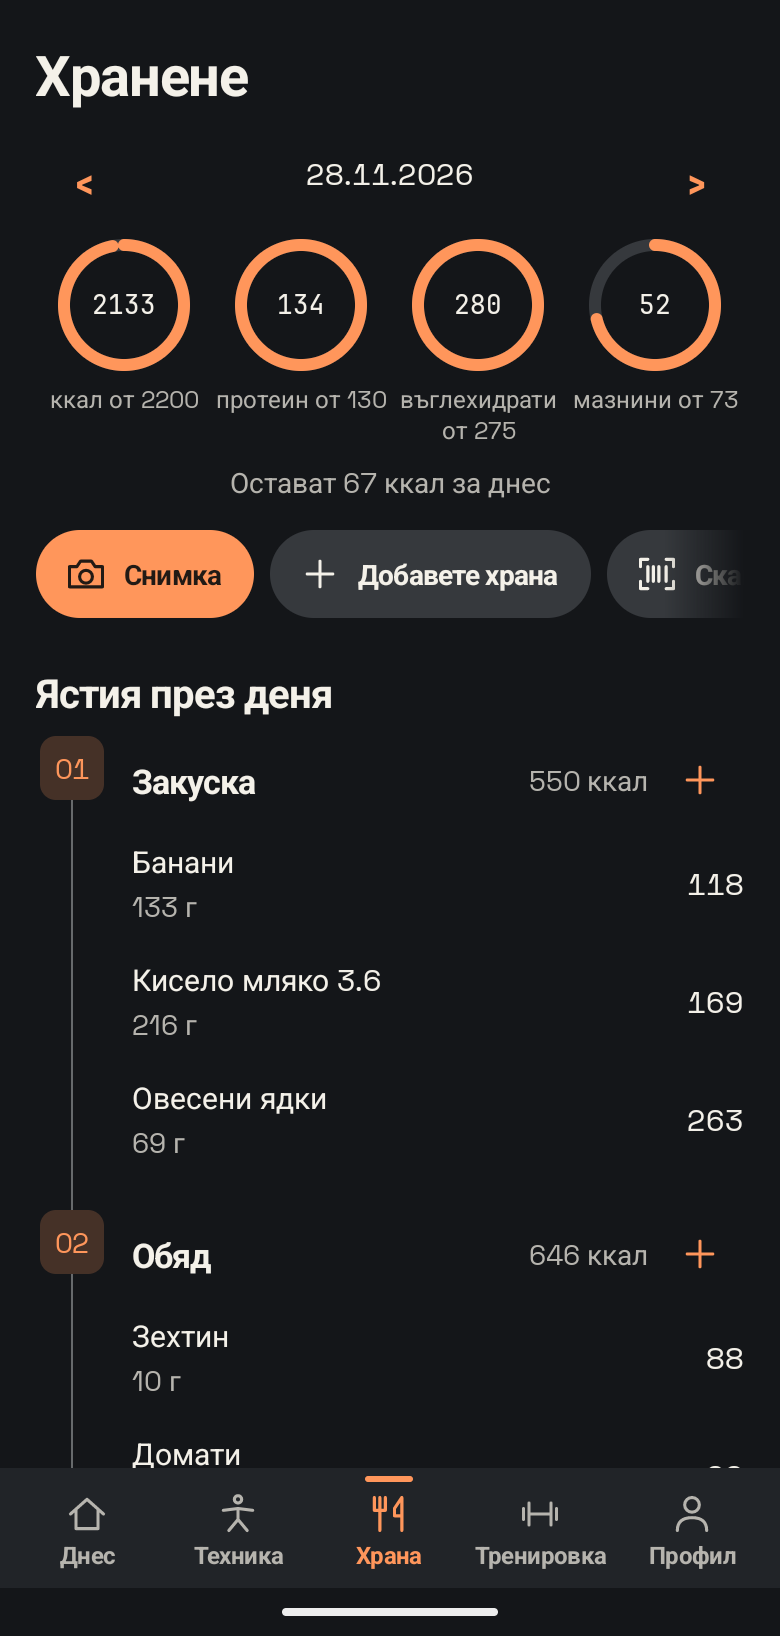 Хранене
< 28.11.2026 >
2133 134 280 52
ккал от 2200 протеин от 130 въглехидрати от 275 мазнини от 73
Остават 67 ккал за днес
Снимка Добавете храна Ска
Ястия през деня
01 Закуска 550 ккал +
Банани
133 г
118
Кисело мляко 3.6
216 г
169
Овесени ядки
69 г
263
02 Обяд 646 ккал +
Зехтин
10 г
88
Домати
Днес Техника Храна Тренировка Профил